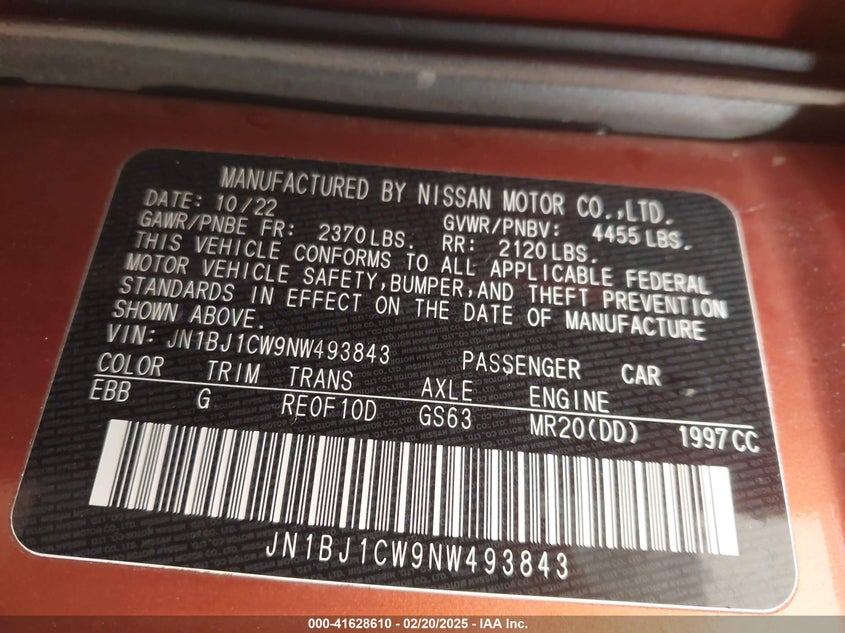 MANUFACTURED BY NISSAN MOTOR CO.,LTD.
DATE: 10/22 GVWR/PNBV: 4455 LBS.
GAWR/PNBE FR: 2370LBS. RR: 2120LBS.
THIS VEHICLE CONFORMS TO ALL APPLICABLE FEDERAL
MOTOR VEHICLE SAFETY,BUMPER,AND THEFT PREVENTION
STANDARDS IN EFFECT ON THE DATE OF MANUFACTURE
SHOWN ABOVE.
VIN: JN1BJ1CW9NW493843 PASSENGER CAR
COLOR TRIM TRANS AXLE ENGINE
EBB G RE0F10D GS63 MR20(DD) 1997CC
JN1BJ1CW9NW493843
000-41628610 — 02/20/2025 — IAA Inc.